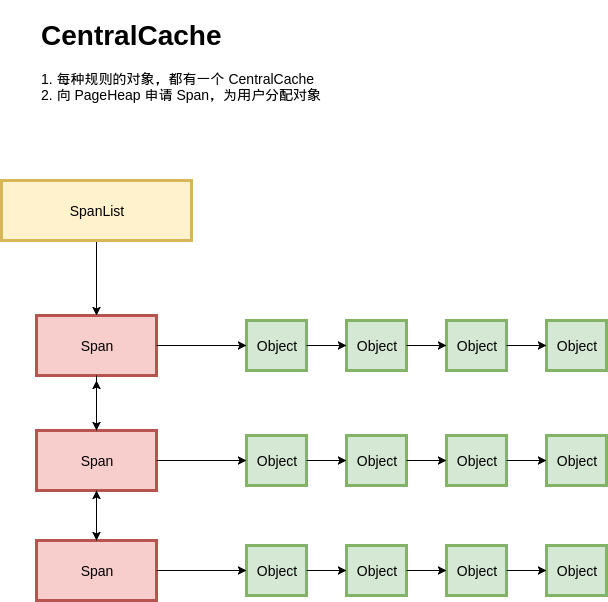 CentralCache
1. 每种规则的对象，都有一个 CentralCache
2. 向 PageHeap 申请 Span，为用户分配对象
SpanList
Span
Object
Object
Object
Object
Span
Object
Object
Object
Object
Span
Object
Object
Object
Object